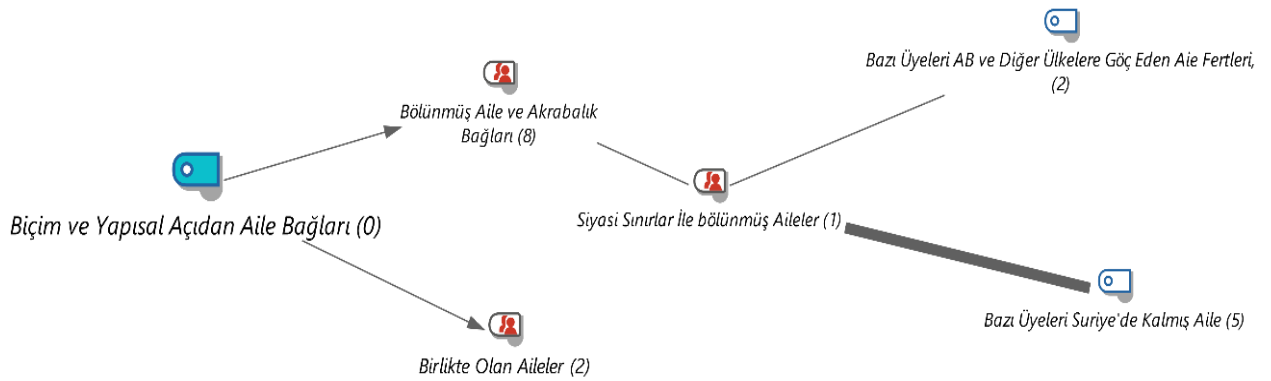 Bazı Üyeleri AB ve Diğer Ülkelere Göç Eden Aie Fertleri,
(2)
Bölünmüş Aile ve Akrabalık
Bağları (8)
Biçim ve Yapısal Açıdan Aile Bağları (0)
Siyasi Sınırlar İle bölünmüş Aileler (1)
Bazı Üyeleri Suriye'de Kalmış Aile (5)
Birlikte Olan Aileler (2)